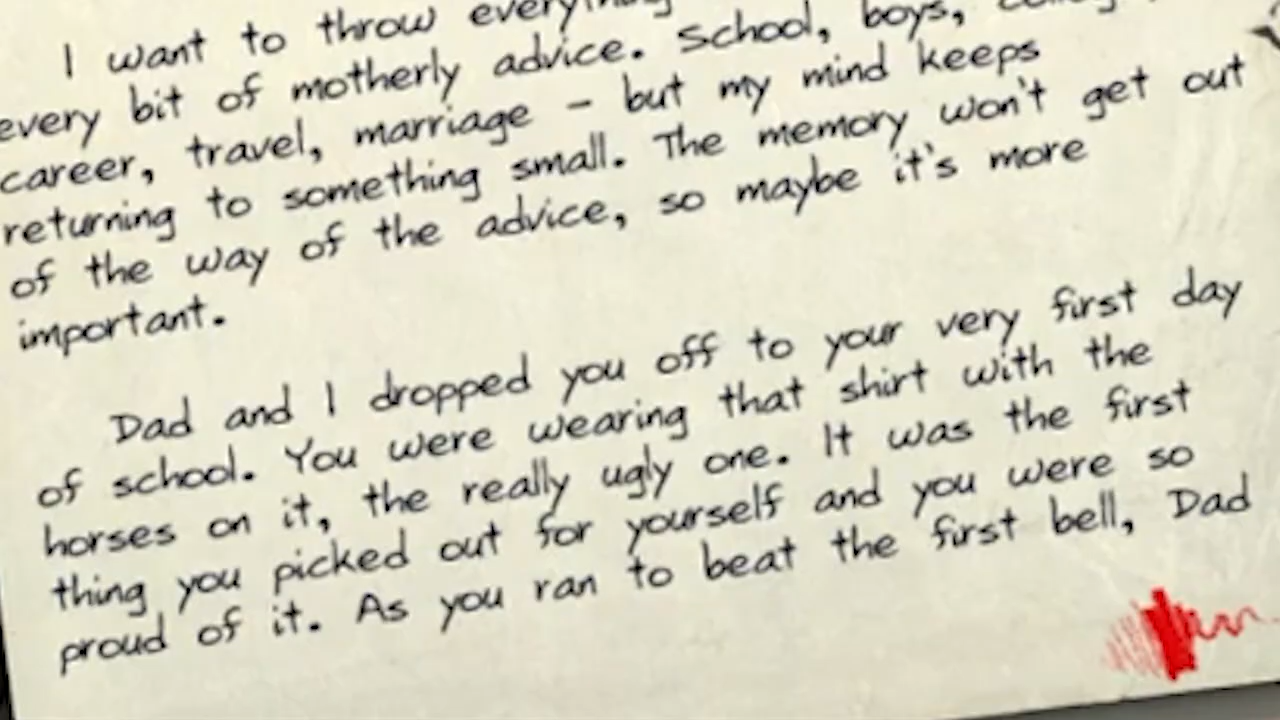 I want to throw everything
every bit of motherly advice. School, boys,
career, travel, marriage - but my mind keeps
returning to something small. The memory won't get out
of the way of the advice, so maybe it's more
important.
Dad and I dropped you off to your very first day
of school. You were wearing that shirt with the
horses on it, the really ugly one. It was the first
thing you picked out for yourself and you were so
proud of it. As you ran to beat the first bell, Dad